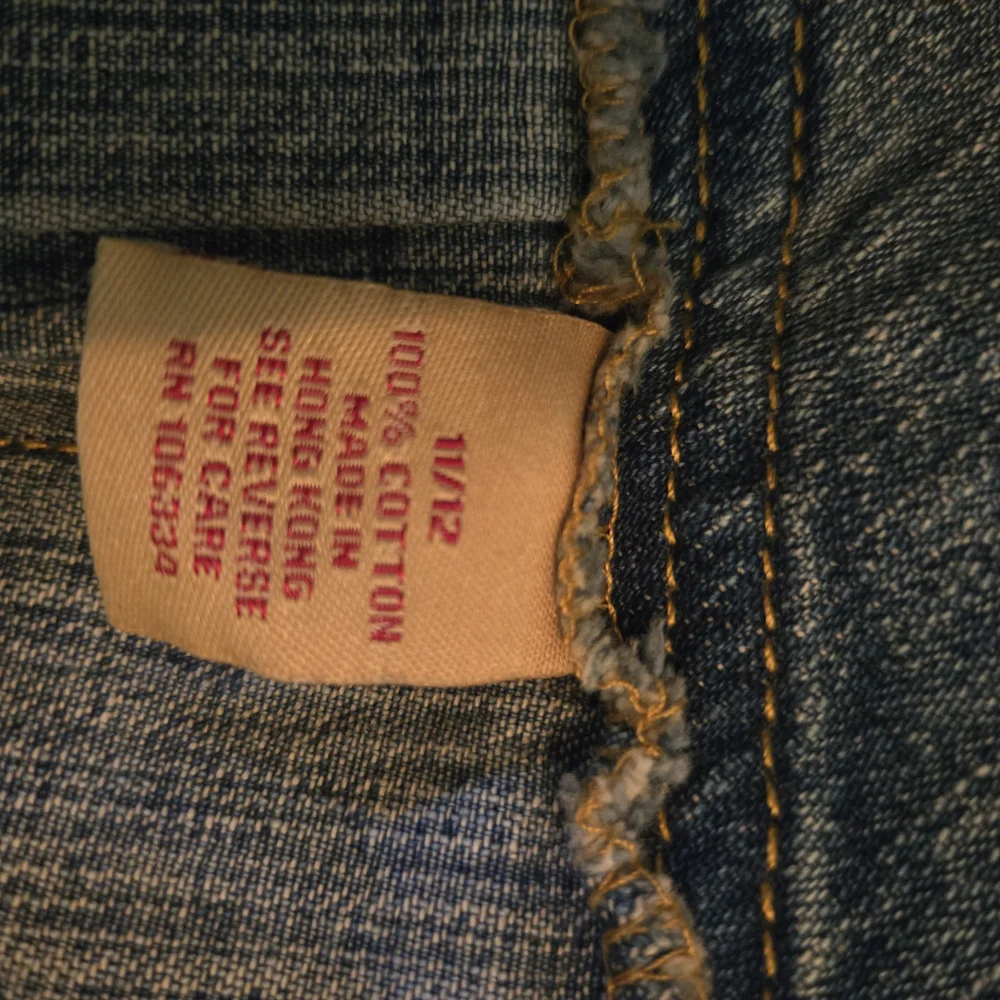 11/12
100% COTTON
MADE IN
HONG KONG
SEE REVERSE
FOR CARE
RN 106334